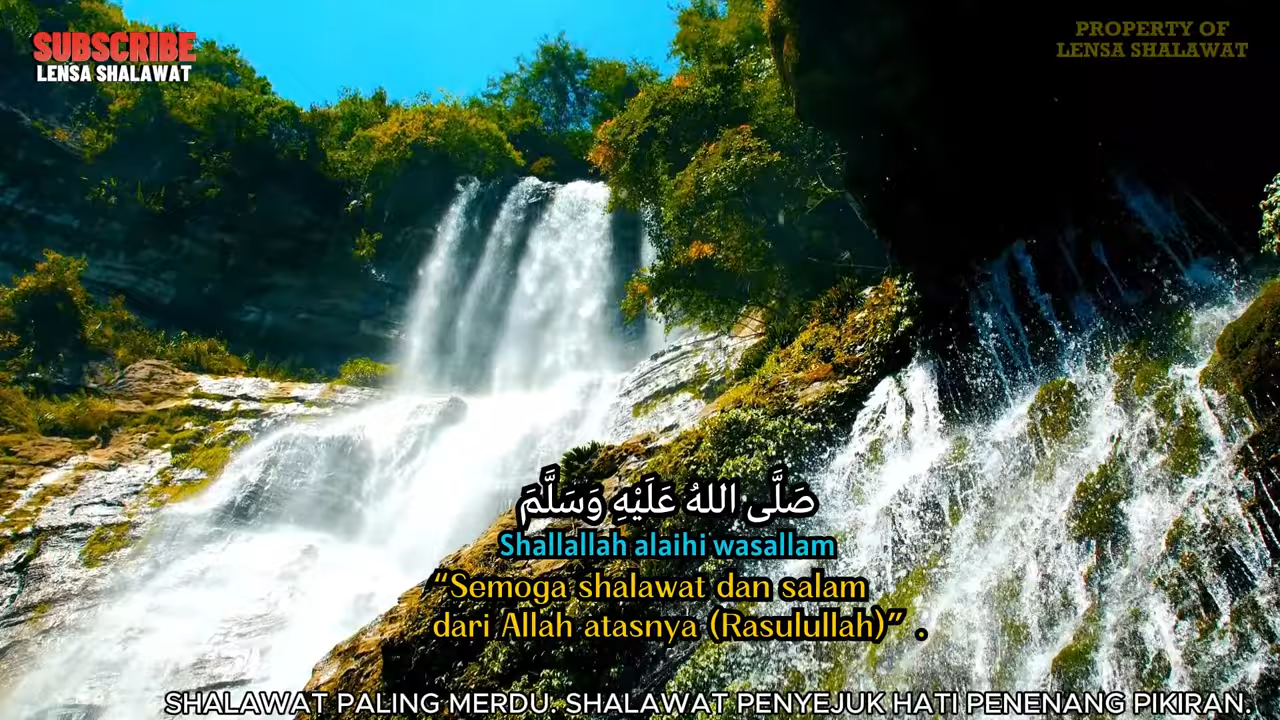 SUBSCRIBE
LENSA SHALAWAT
PROPERTY OF
LENSA SHALAWAT
صَلَّى اللهُ عَلَيْهِ وَسَلَّمَ
Shallallah alaihi wasallam
“Semoga shalawat dan salam
dari Allah atasnya (Rasulullah)” .
SHALAWAT PALING MERDU. SHALAWAT PENYEJUK HATI PENENANG PIKIRAN.